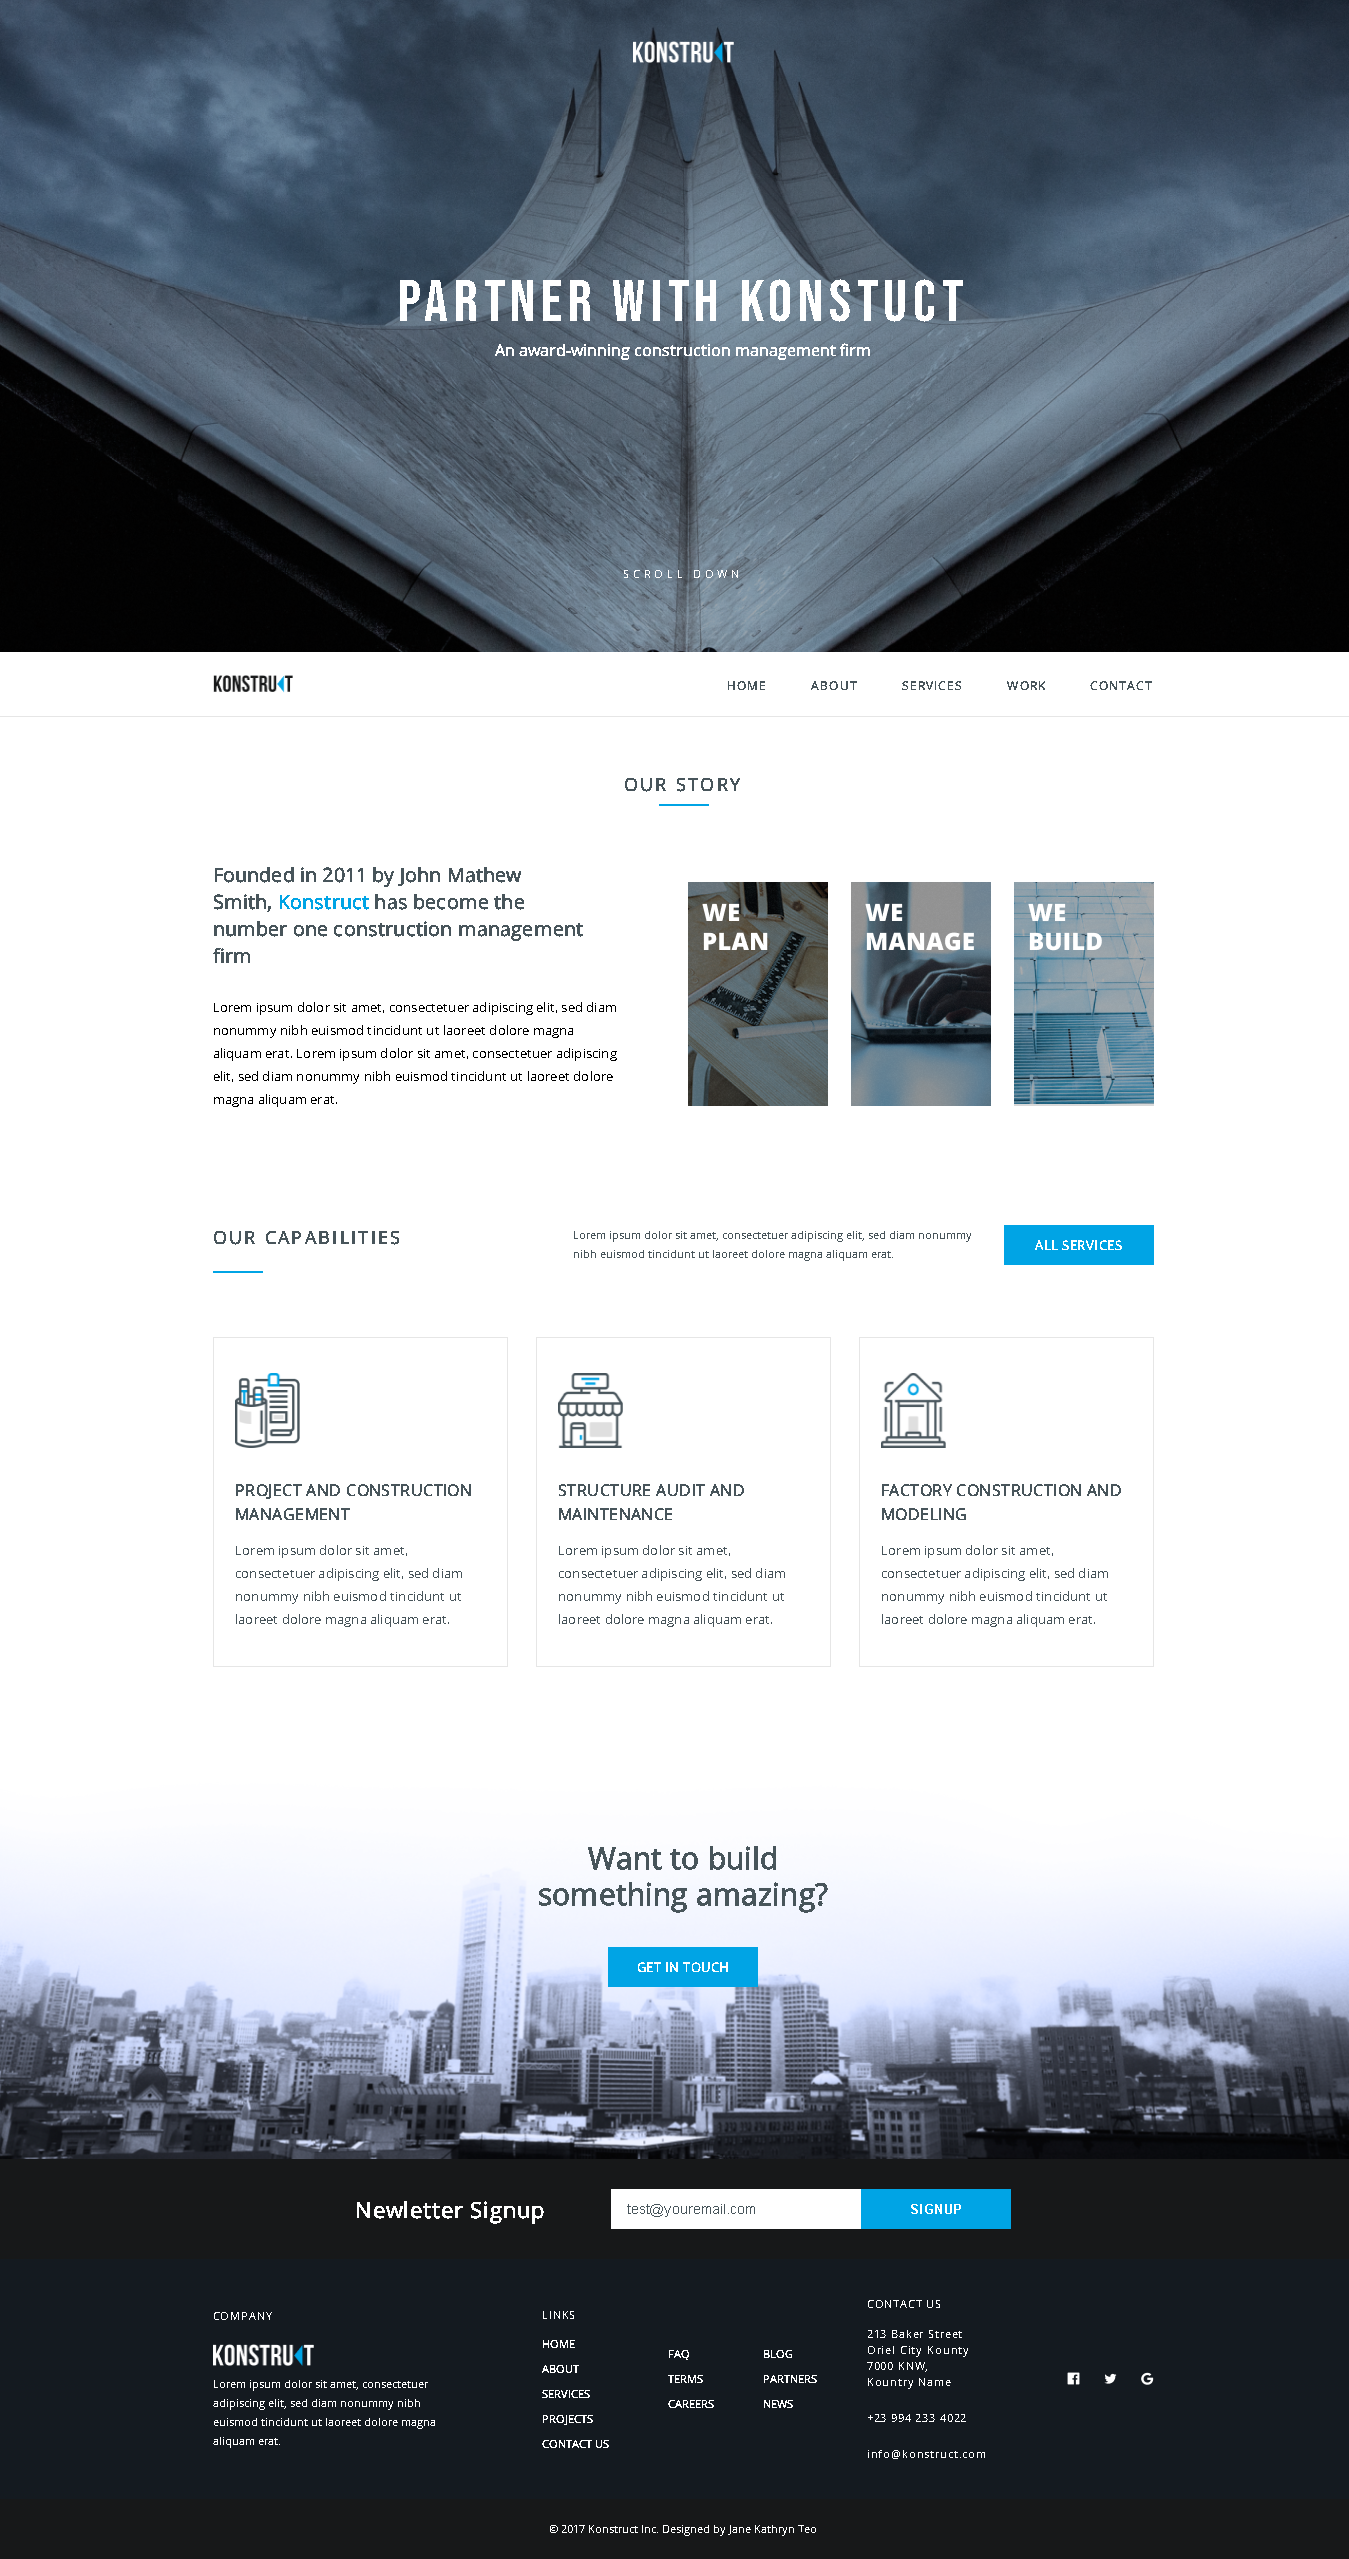 KONSTRUKT
PARTNER WITH KONSTUCT
An award-winning construction management firm
SCROLL DOWN
KONSTRUKT
HOME ABOUT SERVICES WORK CONTACT
OUR STORY
Founded in 2011 by John Mathew
Smith, Konstruct has become the
number one construction management
firm
Lorem ipsum dolor sit amet, consectetuer adipiscing elit, sed diam
nonummy nibh euismod tincidunt ut laoreet dolore magna
aliquam erat. Lorem ipsum dolor sit amet, consectetuer adipiscing
elit, sed diam nonummy nibh euismod tincidunt ut laoreet dolore
magna aliquam erat.
WE
PLAN
WE
MANAGE
WE
BUILD
OUR CAPABILITIES
Lorem ipsum dolor sit amet, consectetuer adipiscing elit, sed diam nonummy
nibh euismod tincidunt ut laoreet dolore magna aliquam erat.
ALL SERVICES
PROJECT AND CONSTRUCTION
MANAGEMENT
Lorem ipsum dolor sit amet,
consectetuer adipiscing elit, sed diam
nonummy nibh euismod tincidunt ut
laoreet dolore magna aliquam erat.
STRUCTURE AUDIT AND
MAINTENANCE
Lorem ipsum dolor sit amet,
consectetuer adipiscing elit, sed diam
nonummy nibh euismod tincidunt ut
laoreet dolore magna aliquam erat.
FACTORY CONSTRUCTION AND
MODELING
Lorem ipsum dolor sit amet,
consectetuer adipiscing elit, sed diam
nonummy nibh euismod tincidunt ut
laoreet dolore magna aliquam erat.
Want to build
something amazing?
GET IN TOUCH
Newletter Signup
test@youremail.com
SIGNUP
COMPANY
KONSTRUKT
Lorem ipsum dolor sit amet, consectetuer
adipiscing elit, sed diam nonummy nibh
euismod tincidunt ut laoreet dolore magna
aliquam erat.
LINKS
HOME
ABOUT
SERVICES
PROJECTS
CONTACT US
FAQ
TERMS
CAREERS
BLOG
PARTNERS
NEWS
CONTACT US
213 Baker Street
Oriel City Kounty
7000 KNW,
Kountry Name
+23 994 233 4022
info@konstruct.com
© 2017 Konstruct Inc. Designed by Jane Kathryn Teo